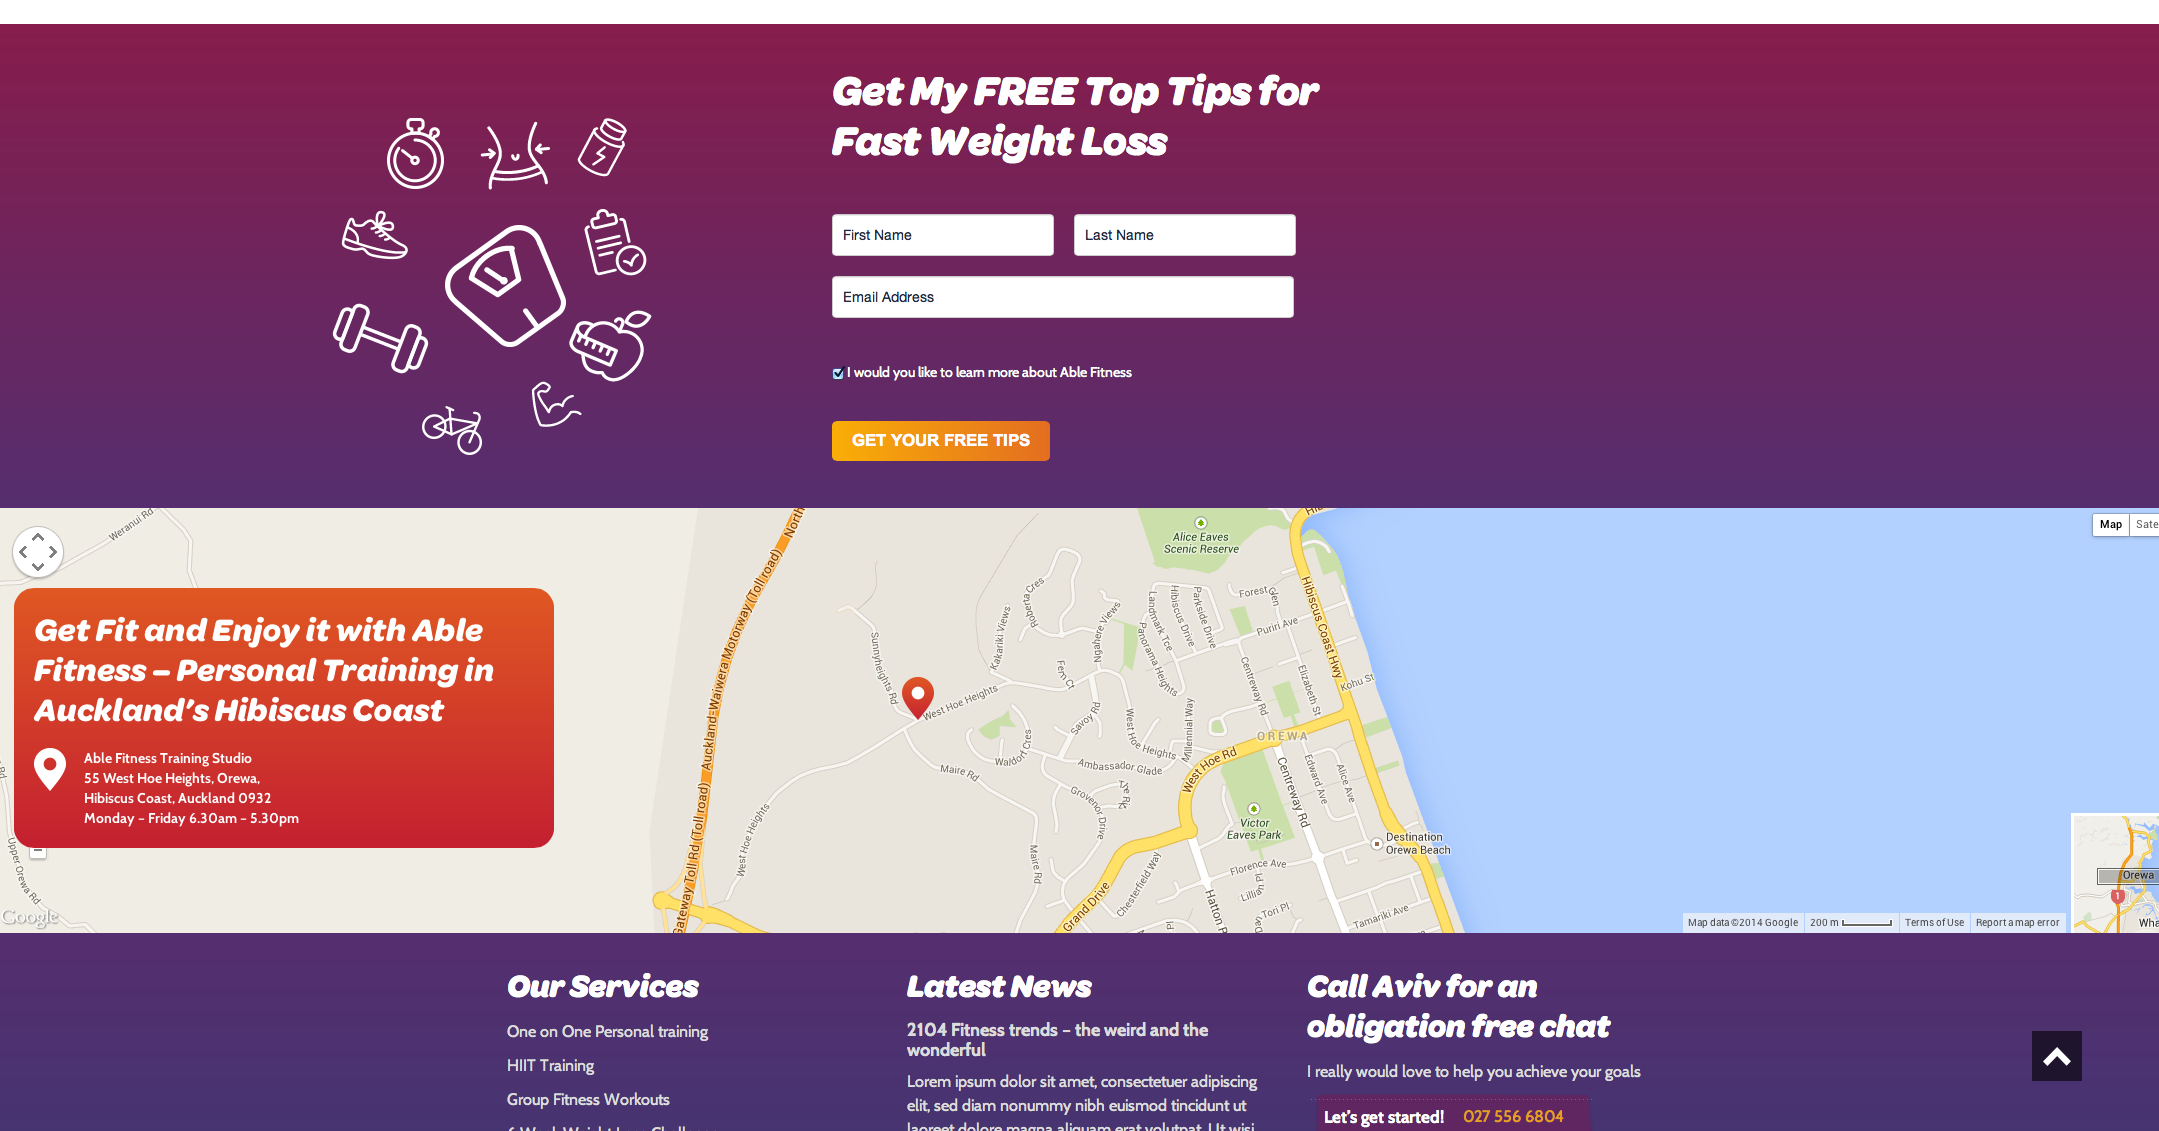 Get My FREE Top Tips for
Fast Weight Loss
First Name
Last Name
Email Address
I would you like to learn more about Able Fitness
GET YOUR FREE TIPS
Weranui Rd
North
Alice Eaves
Scenic Reserve
Map
Sate
Get Fit and Enjoy it with Able
Fitness – Personal Training in
Auckland's Hibiscus Coast
Able Fitness Training Studio
55 West Hoe Heights, Orewa,
Hibiscus Coast, Auckland 0932
Monday – Friday 6.30am – 5.30pm
Upper Orewa Rd
Google
Auckland-Waiwera Motorway (Toll road)
Gateway Toll Rd (Toll road)
Sunnyheights Rd
Kakariki Views
Roberta Cres
Ngahere Views
Fern Ct
West Hoe Heights
Savoy Rd
Waldorf Cres
Maire Rd
Maire Rd
West Hoe Heights
Landmark Tce
Hibiscus Drive
Parkside Drive
Panorama Heights
Forest Glen
Puriri Ave
Hibiscus Coast Hwy
Centreway Rd
Elizabeth St
Kohu St
West Hoe Heights
Millennial Way
OREWA
Ambassador Glade
West Hoe Rd
Grovenor Drive
Centreway Rd
Edward Ave
Alice Ave
Victor
Eaves Park
Destination
Orewa Beach
Florence Ave
Chesterfield Way
Grand Drive
Tori Pl
Tamariki Ave
Orewa
1
Wha
Map data ©2014 Google
200 m
Terms of Use
Report a map error
Our Services
One on One Personal training
HIIT Training
Group Fitness Workouts
Latest News
2104 Fitness trends – the weird and the
wonderful
Lorem ipsum dolor sit amet, consectetuer adipiscing
elit, sed diam nonummy nibh euismod tincidunt ut
laoreet dolore magna aliquam erat volutpat. Ut wisi
Call Aviv for an
obligation free chat
I really would love to help you achieve your goals
Let's get started! 027 556 6804